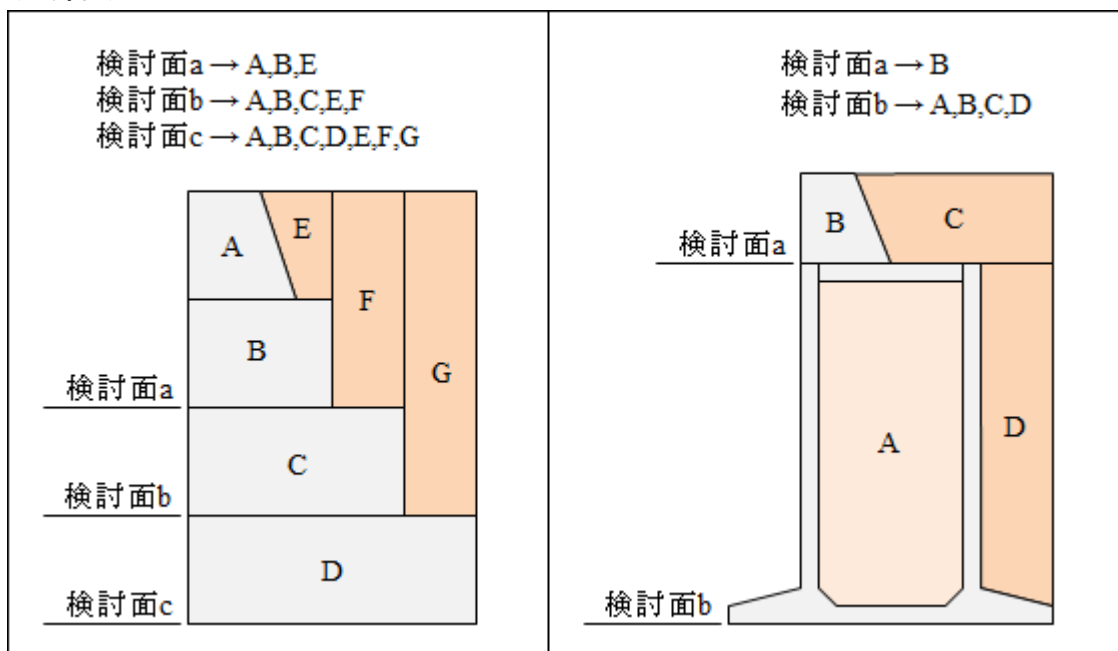 検討面a → A,B,E
検討面b → A,B,C,E,F
検討面c → A,B,C,D,E,F,G
A
E
F
B
G
検討面a
C
検討面b
D
検討面c
検討面a → B
検討面b → A,B,C,D
B
C
検討面a
A
D
検討面b